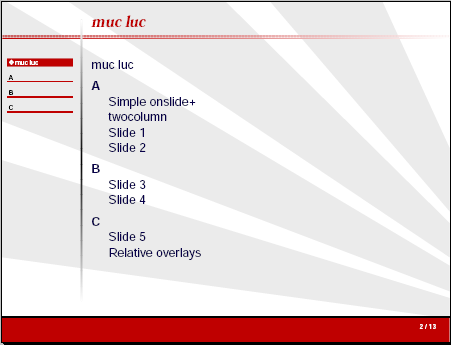 muc luc
muc luc
A
B
C
muc luc
A
Simple onslide+
twocolumn
Slide 1
Slide 2
B
Slide 3
Slide 4
C
Slide 5
Relative overlays
2 / 13